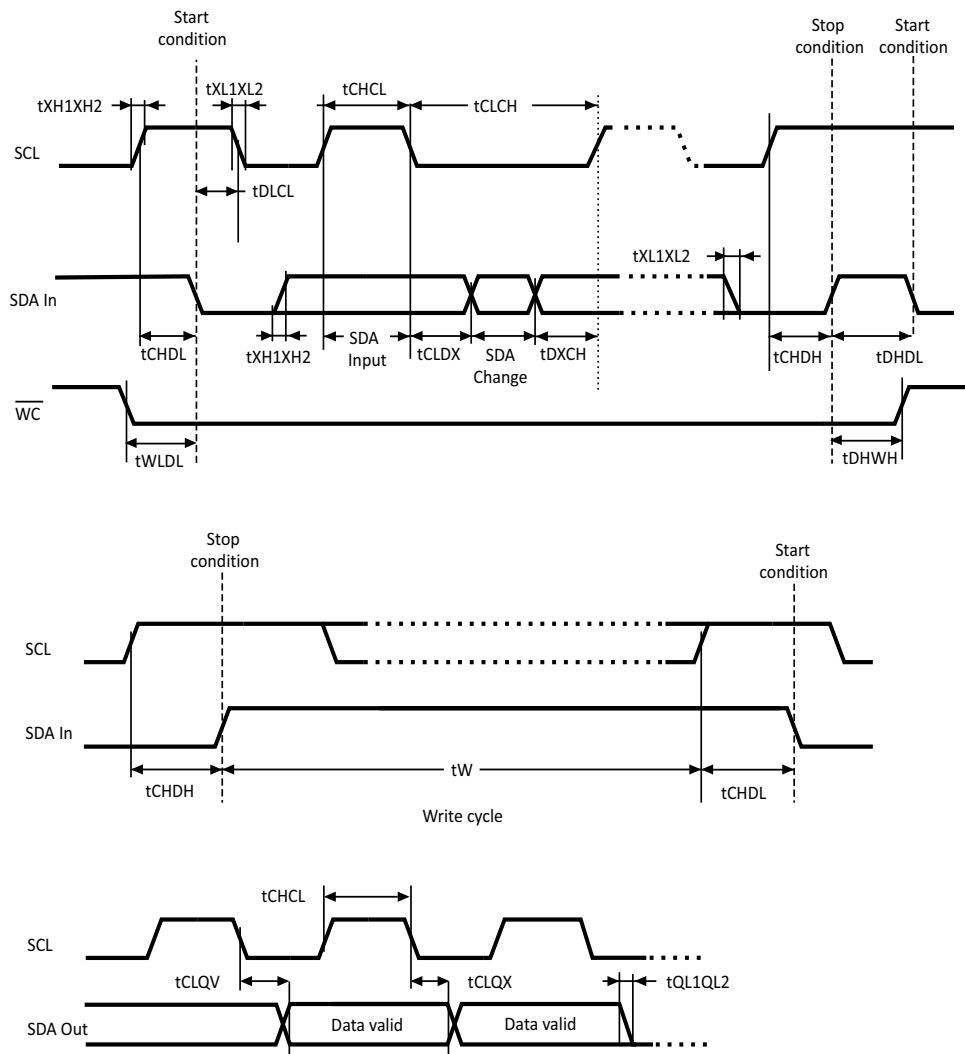 Start
condition
Stop
condition
Start
condition
tXH1XH2
tXL1XL2
tCHCL
tCLCH
SCL
tDLCL
tXL1XL2
SDA In
tCHDL
tXH1XH2
SDA
Input
tCLDX
SDA
Change
tDXCH
tCHDH
tDHDL
WC
tWLDL
tDHWH
Stop
condition
Start
condition
SCL
SDA In
tCHDH
tW
tCHDL
Write cycle
tCHCL
SCL
tCLQV
tCLQX
tQL1QL2
SDA Out
Data valid
Data valid